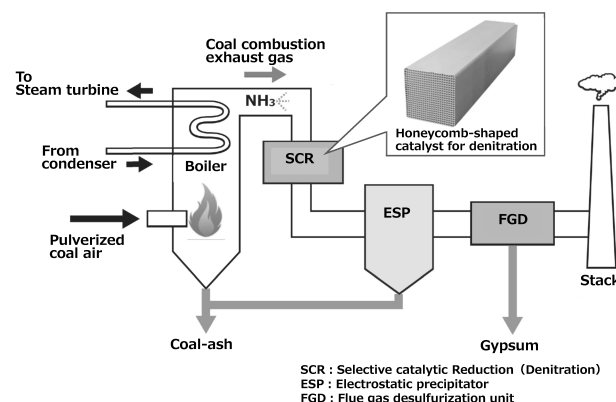 Coal combustion
exhaust gas
To
Steam turbine
NH₃
Honeycomb-shaped
catalyst for denitration
From
condenser
Boiler
SCR
ESP
FGD
Pulverized
coal air
Stack
Coal-ash
Gypsum
SCR : Selective catalytic Reduction (Denitration)
ESP : Electrostatic precipitator
FGD : Flue gas desulfurization unit